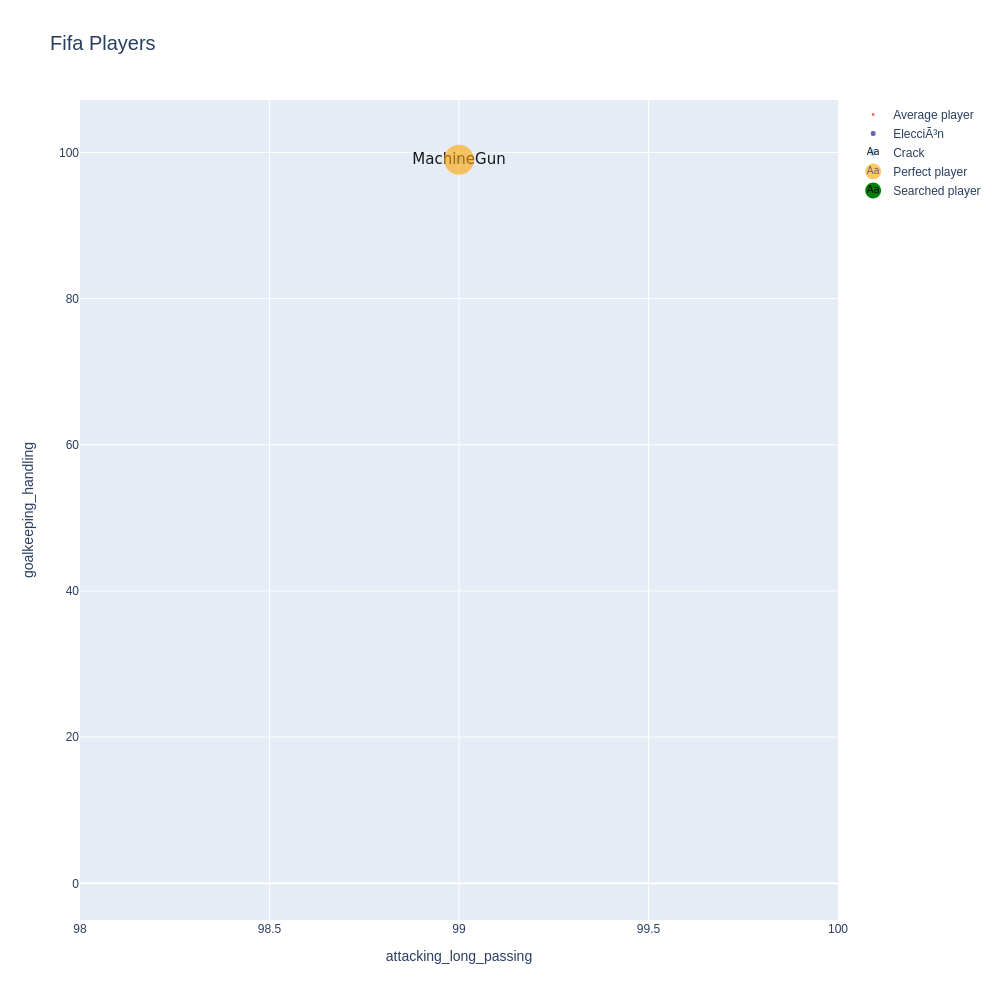 Fifa Players
Average player
ElecciÃ³n
Aa Crack
Aa Perfect player
Aa Searched player
MachineGun
100
80
60
40
20
0
goalkeeping_handling
98 98.5 99 99.5 100
attacking_long_passing